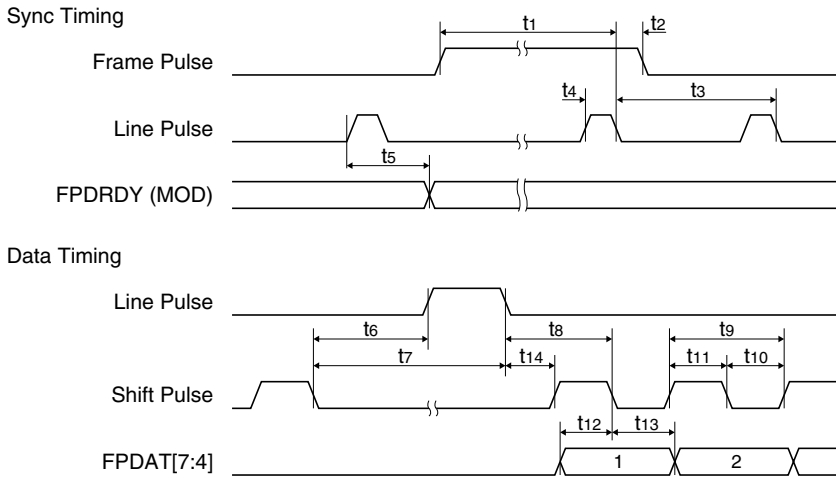 Sync Timing
t1 t2
Frame Pulse
t4 t3
Line Pulse
t5
FPDRDY (MOD)
Data Timing
Line Pulse
t6 t8 t9
t7 t14 t11 t10
Shift Pulse
t12 t13
FPDAT[7:4] 1 2